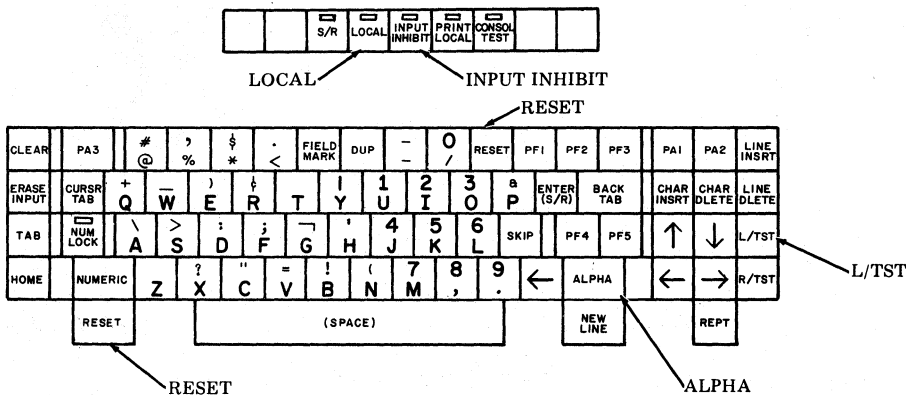 S/R LOCAL INPUT INHIBIT PRINT LOCAL CONSOL TEST
LOCAL INPUT INHIBIT
RESET
CLEAR PA3 # @ , % $ * . < FIELD MARK DUP – – 0 / RESET PF1 PF2 PF3 PA1 PA2 LINE INSRT
ERASE INPUT CURSR TAB + Q _ W ) E ¢ R T | Y 1 U 2 I 3 O a P ENTER (S/R) BACK TAB CHAR INSRT CHAR DLETE LINE DLETE
TAB NUM LOCK \ A > S : D ; F ¬ G ' H 4 J 5 K 6 L SKIP PF4 PF5 ↑ ↓ L/TST
L/TST
HOME NUMERIC Z ? X " C = V ! B ( N 7 M 8 , 9 . ← ALPHA ← → R/TST
RESET (SPACE) NEW LINE REPT
RESET ALPHA